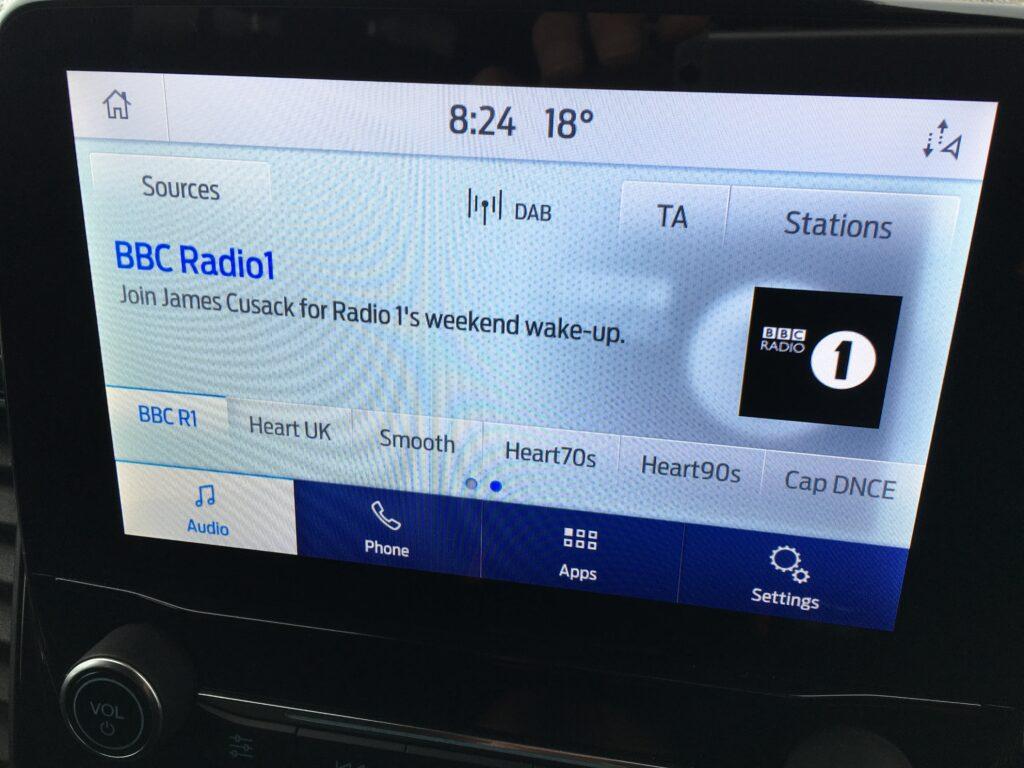 8:24 18°
Sources
DAB
TA
Stations
BBC Radio1
Join James Cusack for Radio 1's weekend wake-up.
BBC
RADIO
1
BBC R1
Heart UK
Smooth
Heart70s
Heart90s
Cap DNCE
Audio
Phone
Apps
Settings
VOL